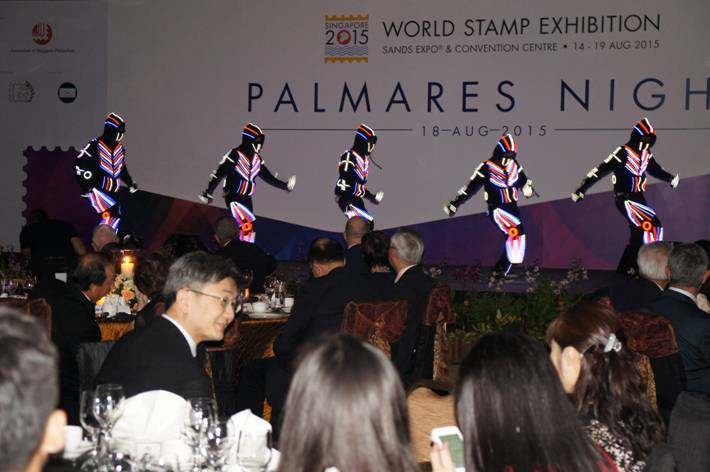 SINGAPORE
2015
WORLD STAMP EXHIBITION
SANDS EXPO® & CONVENTION CENTRE • 14 - 19 AUG 2015
PALMARES NIGH
18-AUG-2015